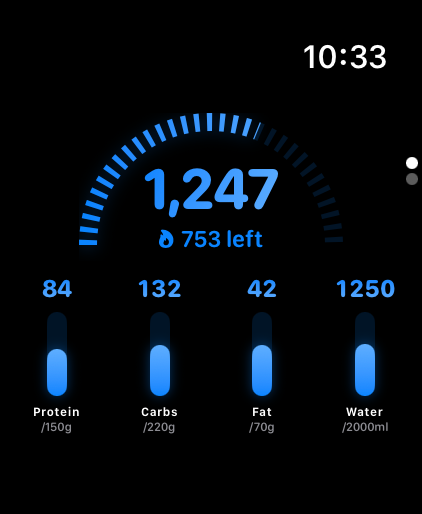 10:33
1,247
753 left
84 132 42 1250
Protein Carbs Fat Water
/150g /220g /70g /2000ml